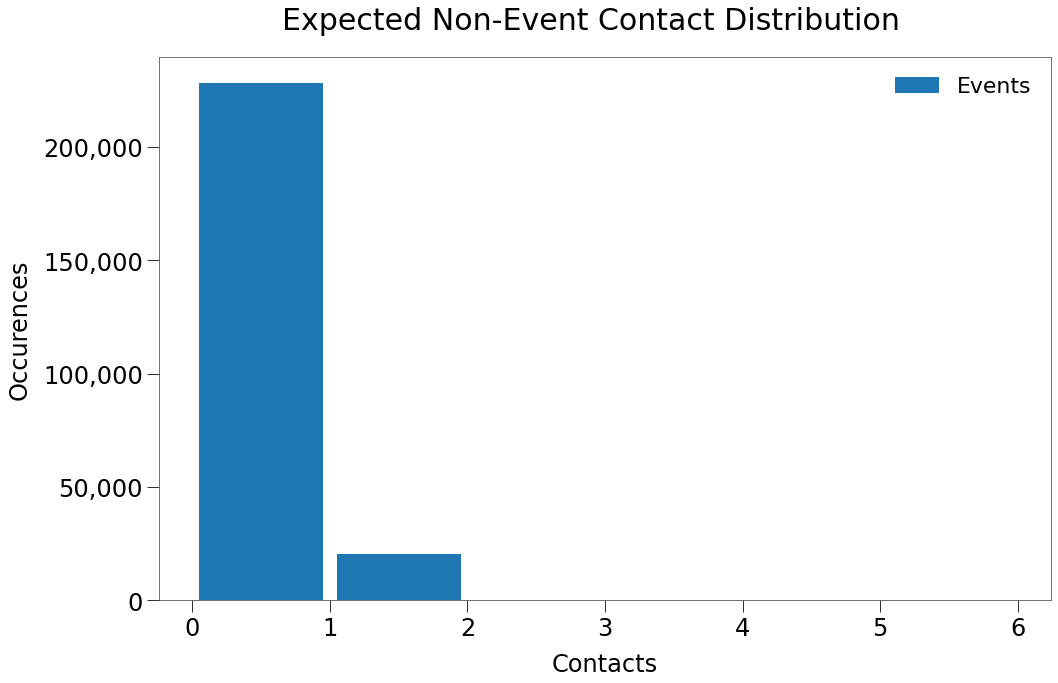 Expected Non-Event Contact Distribution
Events
200,000
150,000
100,000
50,000
0
Occurences
0 1 2 3 4 5 6
Contacts